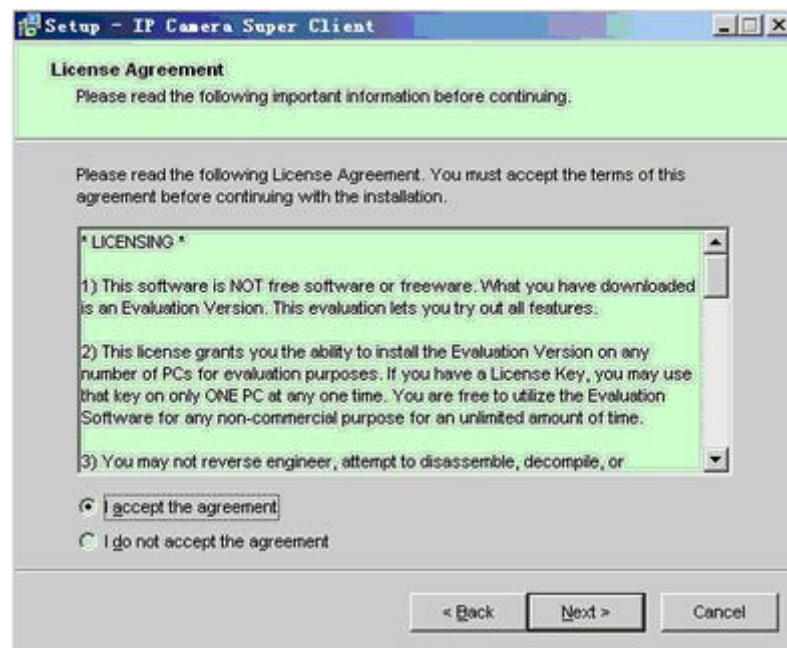 Setup - IP Camera Super Client
License Agreement
Please read the following important information before continuing.
Please read the following License Agreement. You must accept the terms of this
agreement before continuing with the installation.
* LICENSING *
1) This software is NOT free software or freeware. What you have downloaded
is an Evaluation Version. This evaluation lets you try out all features.
2) This license grants you the ability to install the Evaluation Version on any
number of PCs for evaluation purposes. If you have a License Key, you may use
that key on only ONE PC at any one time. You are free to utilize the Evaluation
Software for any non-commercial purpose for an unlimited amount of time.
3) You may not reverse engineer, attempt to disassemble, decompile, or
I accept the agreement
I do not accept the agreement
< Back Next > Cancel